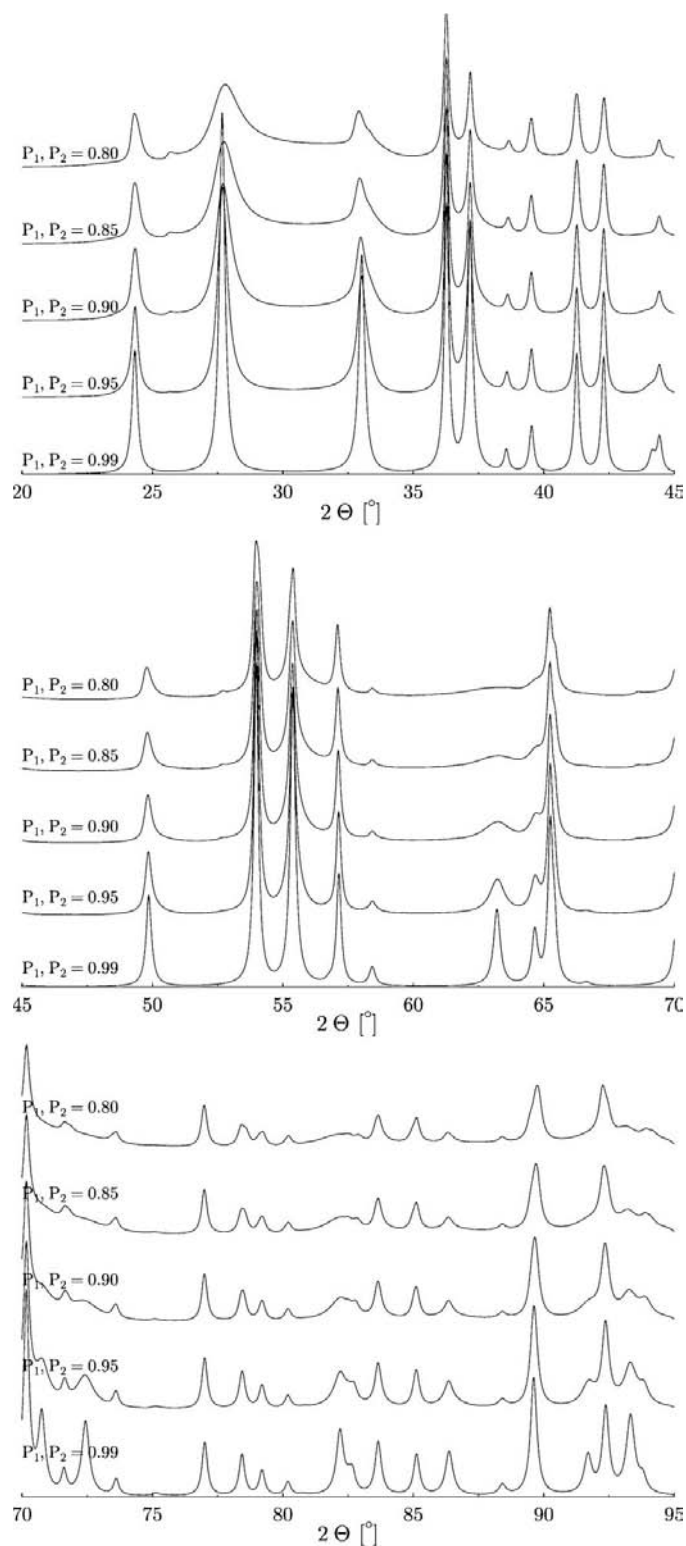 P₁, P₂ = 0.80
P₁, P₂ = 0.85
P₁, P₂ = 0.90
P₁, P₂ = 0.95
P₁, P₂ = 0.99
20 25 30 35 40 45
2 Θ [°]
P₁, P₂ = 0.80
P₁, P₂ = 0.85
P₁, P₂ = 0.90
P₁, P₂ = 0.95
P₁, P₂ = 0.99
45 50 55 60 65 70
2 Θ [°]
P₁, P₂ = 0.80
P₁, P₂ = 0.85
P₁, P₂ = 0.90
P₁, P₂ = 0.95
P₁, P₂ = 0.99
70 75 80 85 90 95
2 Θ [°]